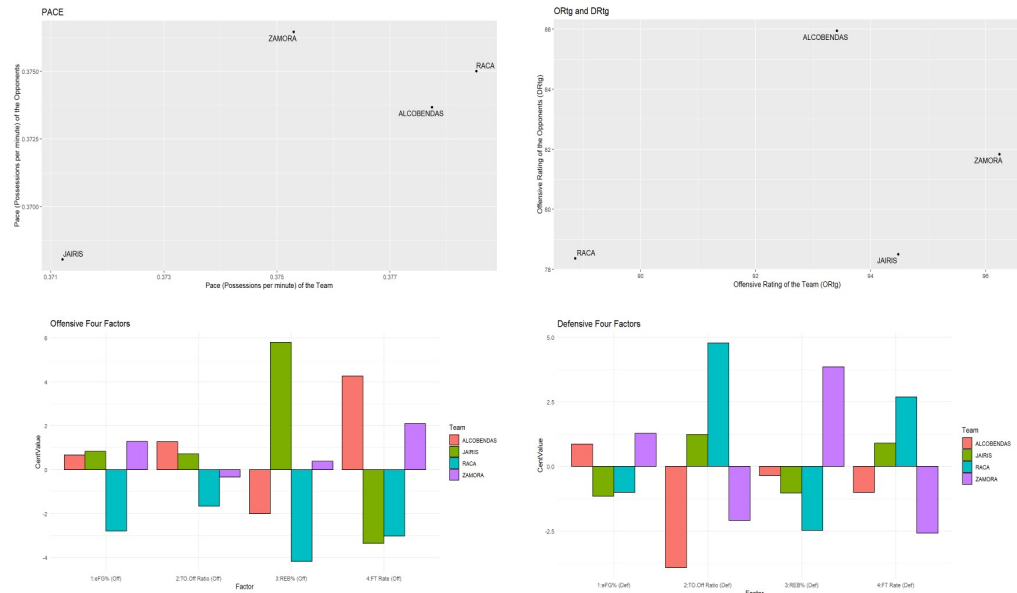 PACE
Pace (Possessions per minute) of the Opponents
0.3750
0.3725
0.3700
ZAMORA
RACA
ALCOBENDAS
JAIRIS
0.371
0.373
0.375
0.377
Pace (Possessions per minute) of the Team
ORtg and DRtg
Offensive Rating of the Opponents (DRtg)
86
84
82
80
78
ALCOBENDAS
ZAMORA
RACA
JAIRIS
90
92
94
96
Offensive Rating of the Team (ORtg)
Offensive Four Factors
CentValue
6
4
2
0
-2
-4
1:eFG% (Off)
2:TO.Off Ratio (Off)
3:REB% (Off)
4:FT Rate (Off)
Factor
Team
ALCOBENDAS
JAIRIS
RACA
ZAMORA
Defensive Four Factors
CentValue
5.0
2.5
0.0
-2.5
1:eFG% (Def)
2:TO.Off Ratio (Def)
3:REB% (Def)
4:FT Rate (Def)
Factor
Team
ALCOBENDAS
JAIRIS
RACA
ZAMORA